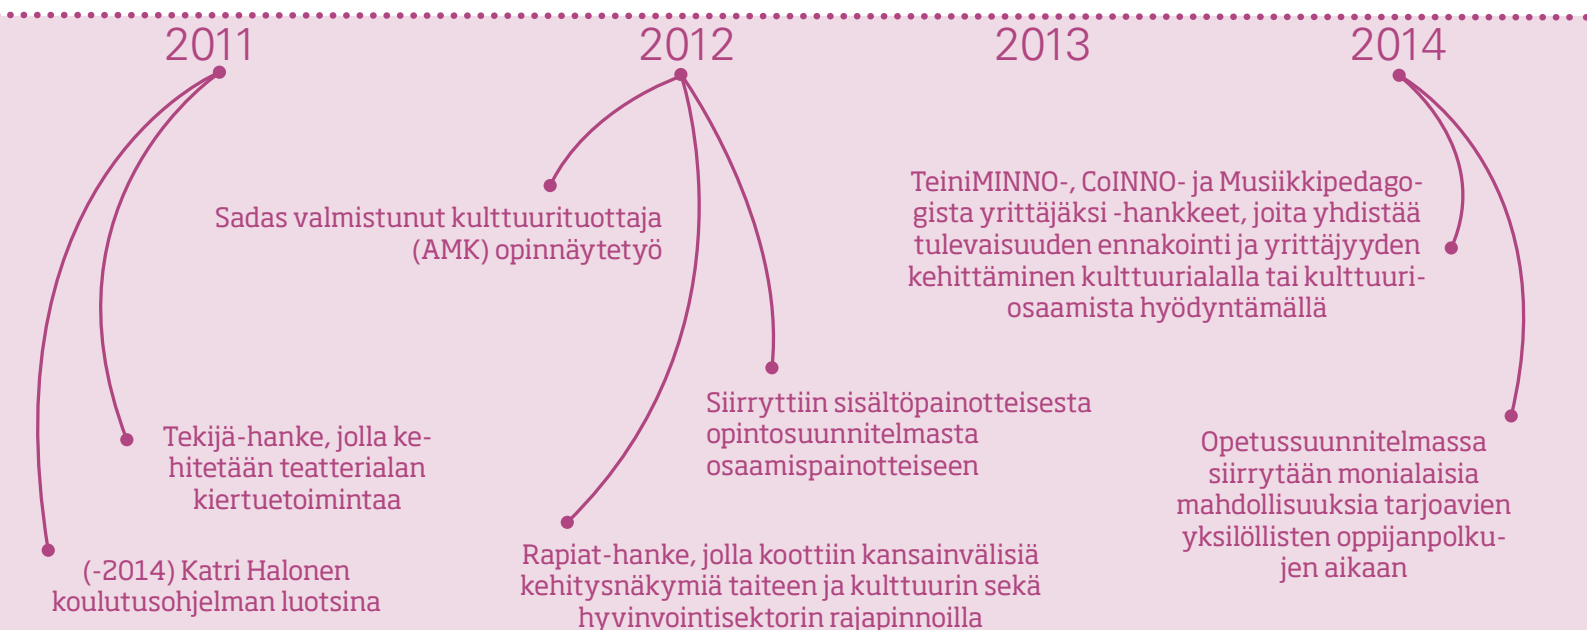 2011
2012
2013
2014
Sadas valmistunut kulttuurituottaja
(AMK) opinnäytetyö
TeiniMINNO-, CoINNO- ja Musiikkipedago-
gista yrittäjäksi -hankkeet, joita yhdistää
tulevaisuuden ennakointi ja yrittäjyyden
kehittäminen kulttuurialalla tai kulttuuri-
osaamista hyödyntämällä
Tekijä-hanke, jolla ke-
hitetään teatterialan
kiertuetoimintaa
Siirryttiin sisältöpainotteisesta
opintosuunnitelmasta
osaamispainotteiseen
Opetussuunnitelmassa
siirrytään monialaisia
mahdollisuuksia tarjoavien
yksilöllisten oppijanpolku-
jen aikaan
(-2014) Katri Halonen
koulutusohjelman luotsina
Rapiat-hanke, jolla koottiin kansainvälisiä
kehitysnäkymiä taiteen ja kulttuurin sekä
hyvinvointisektorin rajapinnoilla